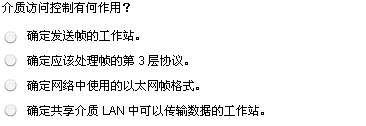 介质访问控制有何作用？
确定发送帧的工作站。
确定应该处理帧的第 3 层协议。
确定网络中使用的以太网帧格式。
确定共享介质 LAN 中可以传输数据的工作站。